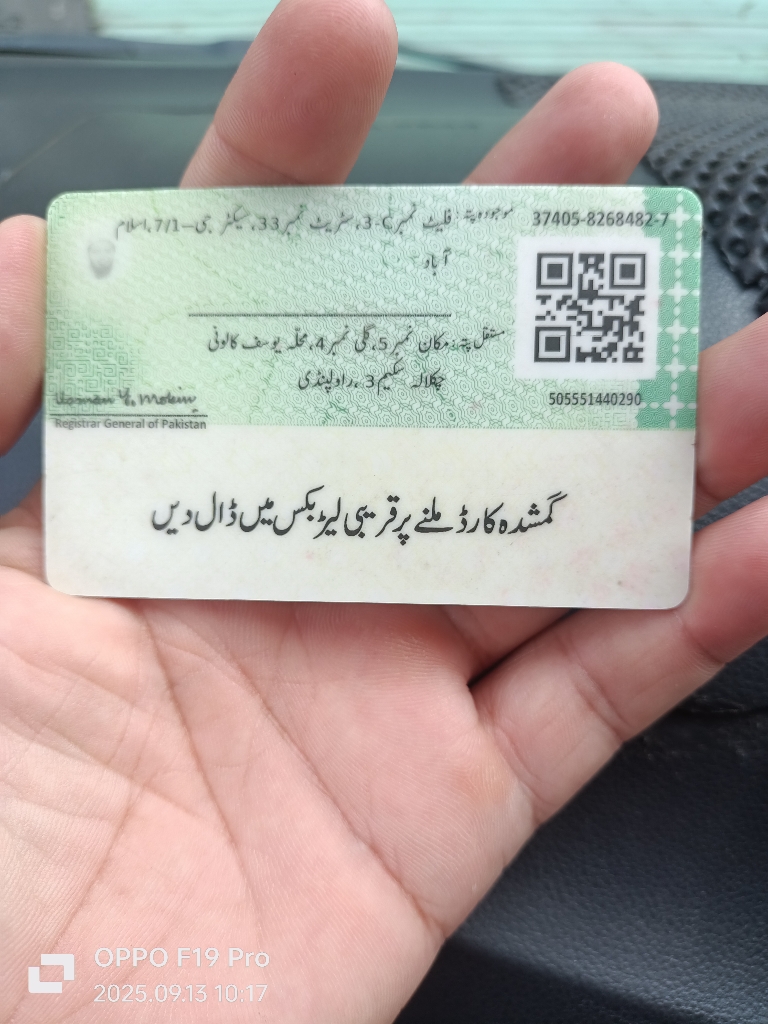 موجودہ پتہ: فلیٹ نمبر C-3، سٹریٹ نمبر 33، سیکٹر جی-7/1، اسلام
آباد
37405-8268482-7
مستقل پتہ: مکان نمبر 5، گلی نمبر 4، محلہ یوسف کالونی
چکلالہ سکیم 3، راولپنڈی
505551440290
Registrar General of Pakistan
گمشدہ کارڈ ملنے پر قریبی لیٹر بکس میں ڈال دیں
OPPO F19 Pro
2025.09.13 10:17